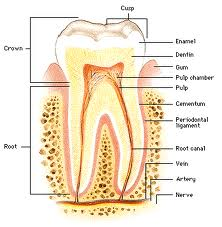 Cusp
Crown
Enamel
Dentin
Gum
Pulp chamber
Pulp
Cementum
Periodontal
ligament
Root
Root canal
Vein
Artery
Nerve